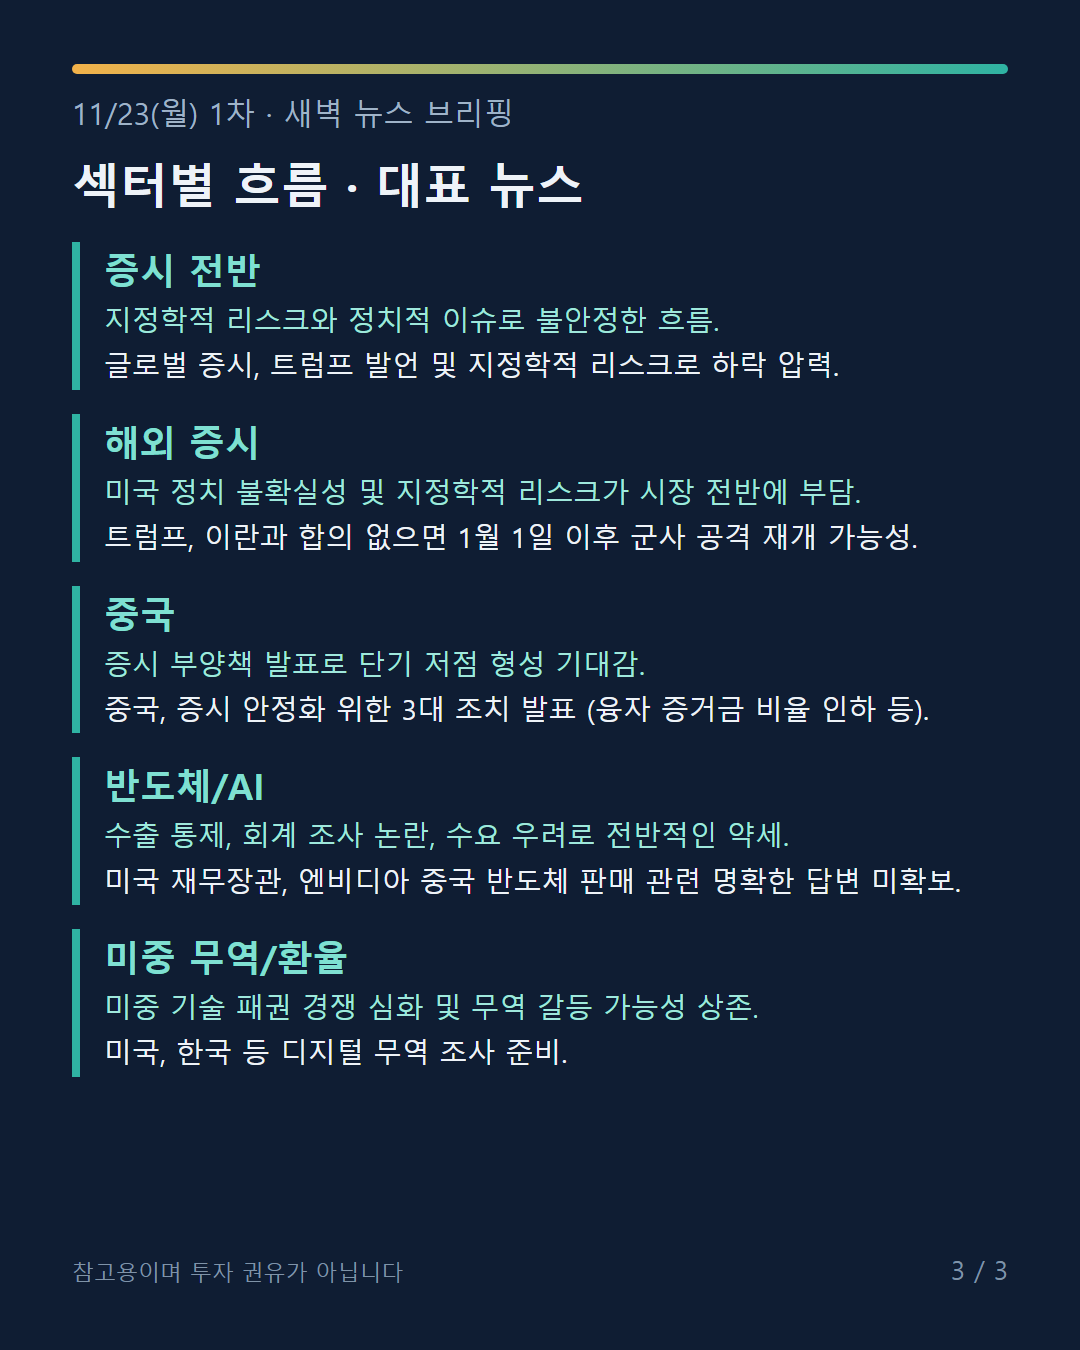 11/23(월) 1차 · 새벽 뉴스 브리핑
섹터별 흐름 · 대표 뉴스
증시 전반
지정학적 리스크와 정치적 이슈로 불안정한 흐름.
글로벌 증시, 트럼프 발언 및 지정학적 리스크로 하락 압력.
해외 증시
미국 정치 불확실성 및 지정학적 리스크가 시장 전반에 부담.
트럼프, 이란과 합의 없으면 1월 1일 이후 군사 공격 재개 가능성.
중국
증시 부양책 발표로 단기 저점 형성 기대감.
중국, 증시 안정화 위한 3대 조치 발표 (융자 증거금 비율 인하 등).
반도체/AI
수출 통제, 회계 조사 논란, 수요 우려로 전반적인 약세.
미국 재무장관, 엔비디아 중국 반도체 판매 관련 명확한 답변 미확보.
미중 무역/환율
미중 기술 패권 경쟁 심화 및 무역 갈등 가능성 상존.
미국, 한국 등 디지털 무역 조사 준비.
참고용이며 투자 권유가 아닙니다
3 / 3